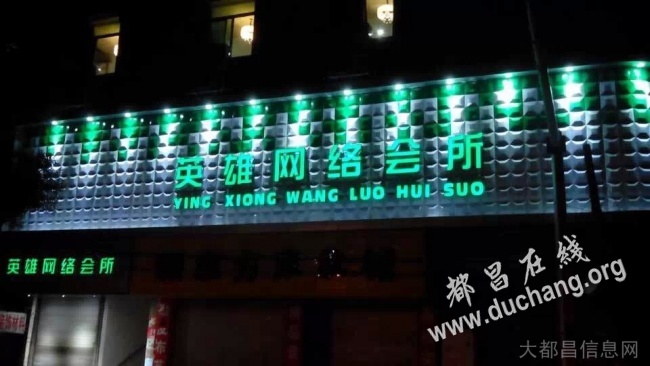 英雄网络会所
YING XIONG WANG LUO HUI SUO
英雄网络会所
都昌在线
www.duchang.org
大都昌信息网